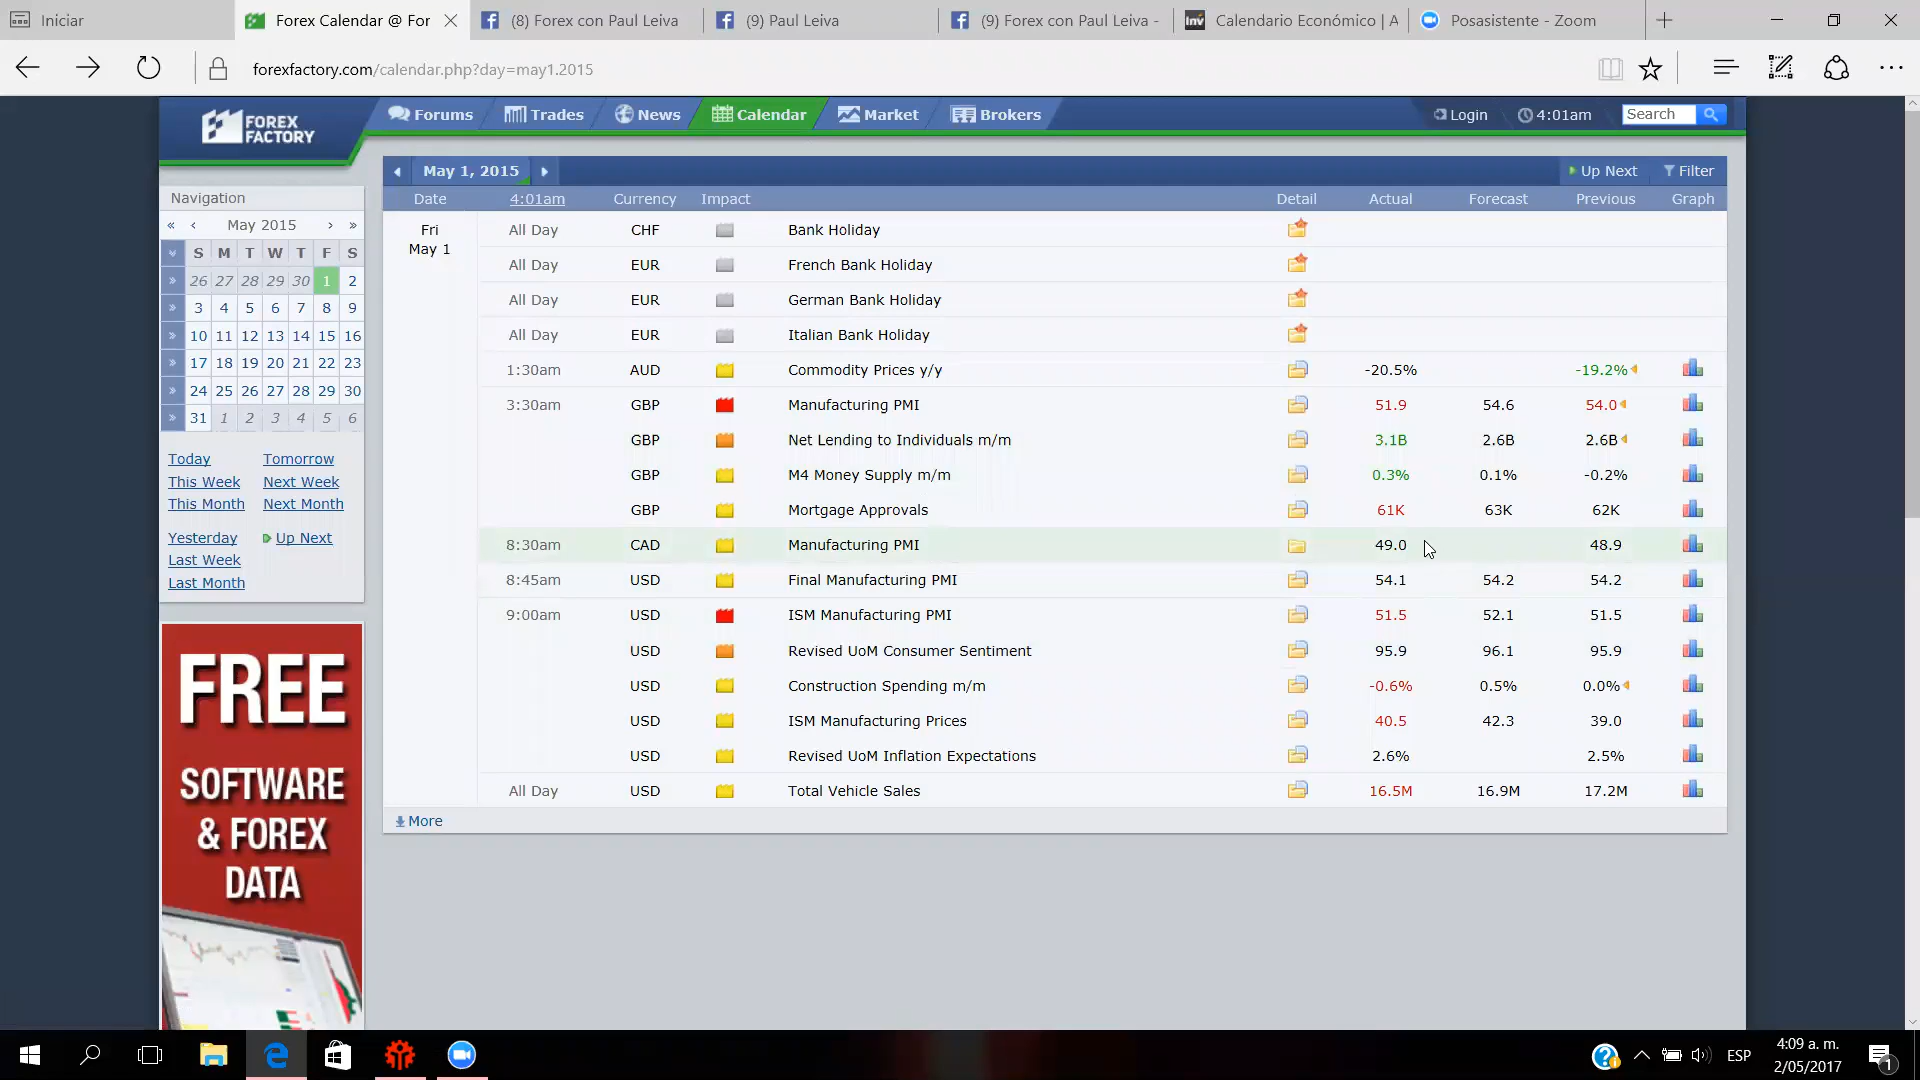 Iniciar
Forex Calendar @ For
(8) Forex con Paul Leiva
(9) Paul Leiva
(9) Forex con Paul Leiva -
Inv Calendario Económico | A
Posasistente - Zoom
forexfactory.com/calendar.php?day=may1.2015
FOREX
FACTORY
Forums
Trades
News
Calendar
Market
Brokers
Login
4:01am
Search
Navigation
« ‹ May 2015 › »
S M T W T F S
» 26 27 28 29 30 1 2
» 3 4 5 6 7 8 9
» 10 11 12 13 14 15 16
» 17 18 19 20 21 22 23
» 24 25 26 27 28 29 30
» 31 1 2 3 4 5 6
Today Tomorrow
This Week Next Week
This Month Next Month
Yesterday Up Next
Last Week
Last Month
FREE
SOFTWARE
& FOREX
DATA
May 1, 2015 Up Next Filter
Date 4:01am Currency Impact Detail Actual Forecast Previous Graph
Fri
May 1
All Day CHF Bank Holiday
All Day EUR French Bank Holiday
All Day EUR German Bank Holiday
All Day EUR Italian Bank Holiday
1:30am AUD Commodity Prices y/y -20.5% -19.2%
3:30am GBP Manufacturing PMI 51.9 54.6 54.0
GBP Net Lending to Individuals m/m 3.1B 2.6B 2.6B
GBP M4 Money Supply m/m 0.3% 0.1% -0.2%
GBP Mortgage Approvals 61K 63K 62K
8:30am CAD Manufacturing PMI 49.0 48.9
8:45am USD Final Manufacturing PMI 54.1 54.2 54.2
9:00am USD ISM Manufacturing PMI 51.5 52.1 51.5
USD Revised UoM Consumer Sentiment 95.9 96.1 95.9
USD Construction Spending m/m -0.6% 0.5% 0.0%
USD ISM Manufacturing Prices 40.5 42.3 39.0
USD Revised UoM Inflation Expectations 2.6% 2.5%
All Day USD Total Vehicle Sales 16.5M 16.9M 17.2M
More
ESP
4:09 a. m.
2/05/2017
1